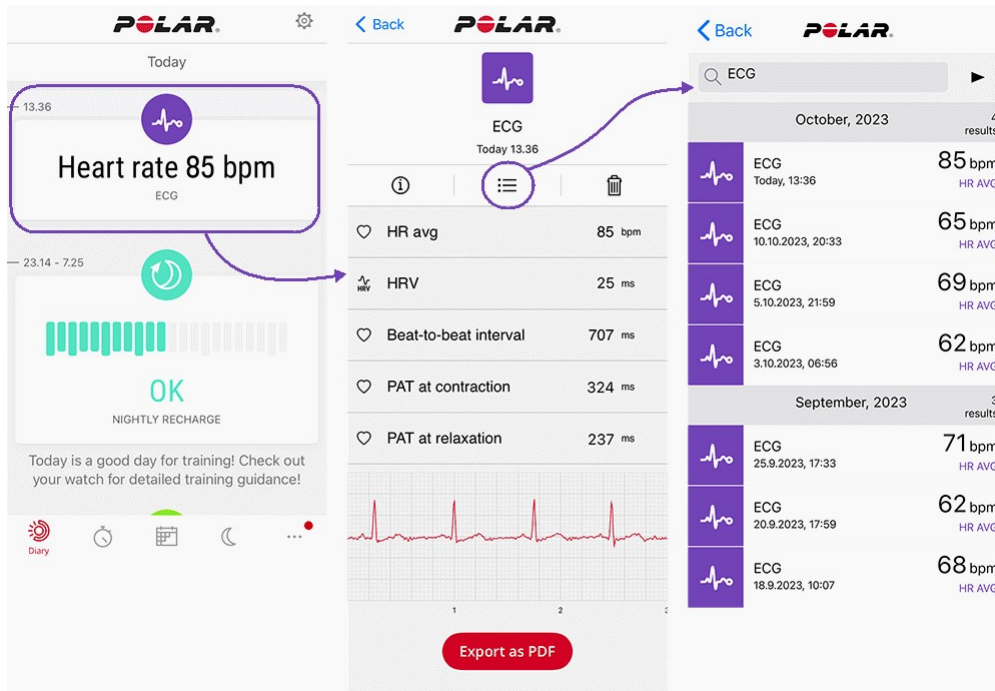 POLAR.
Today
13.36
Heart rate 85 bpm
ECG
23.14 - 7.25
OK
NIGHTLY RECHARGE
Today is a good day for training! Check out
your watch for detailed training guidance!
Diary
Back
POLAR.
ECG
Today 13.36
HR avg 85 bpm
HRV HRV 25 ms
Beat-to-beat interval 707 ms
PAT at contraction 324 ms
PAT at relaxation 237 ms
1 2 3
Export as PDF
Back
POLAR.
ECG
October, 2023 4
results
ECG 85 bpm
Today, 13:36 HR AVG
ECG 65 bpm
10.10.2023, 20:33 HR AVG
ECG 69 bpm
5.10.2023, 21:59 HR AVG
ECG 62 bpm
3.10.2023, 06:56 HR AVG
September, 2023 3
results
ECG 71 bpm
25.9.2023, 17:33 HR AVG
ECG 62 bpm
20.9.2023, 17:59 HR AVG
ECG 68 bpm
18.9.2023, 10:07 HR AVG